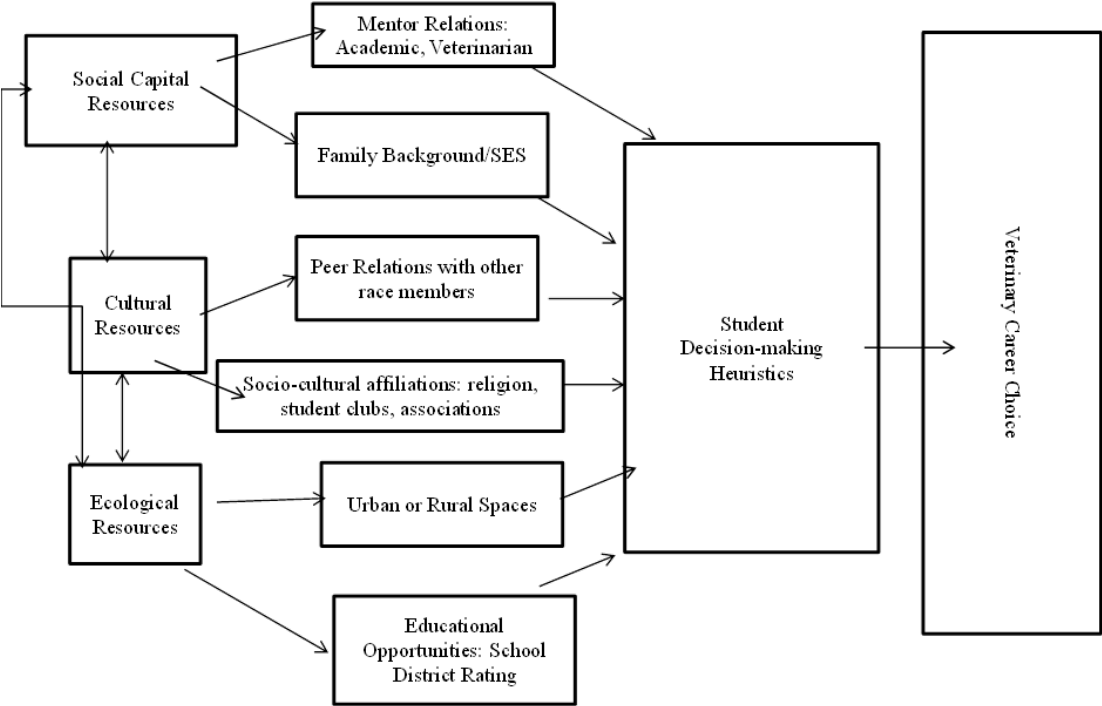 Mentor Relations:
Academic, Veterinarian
Social Capital
Resources
Family Background/SES
Peer Relations with other
race members
Cultural
Resources
Student
Decision-making
Heuristics
Veterinary Career Choice
Socio-cultural affiliations: religion,
student clubs, associations
Ecological
Resources
Urban or Rural Spaces
Educational
Opportunities: School
District Rating